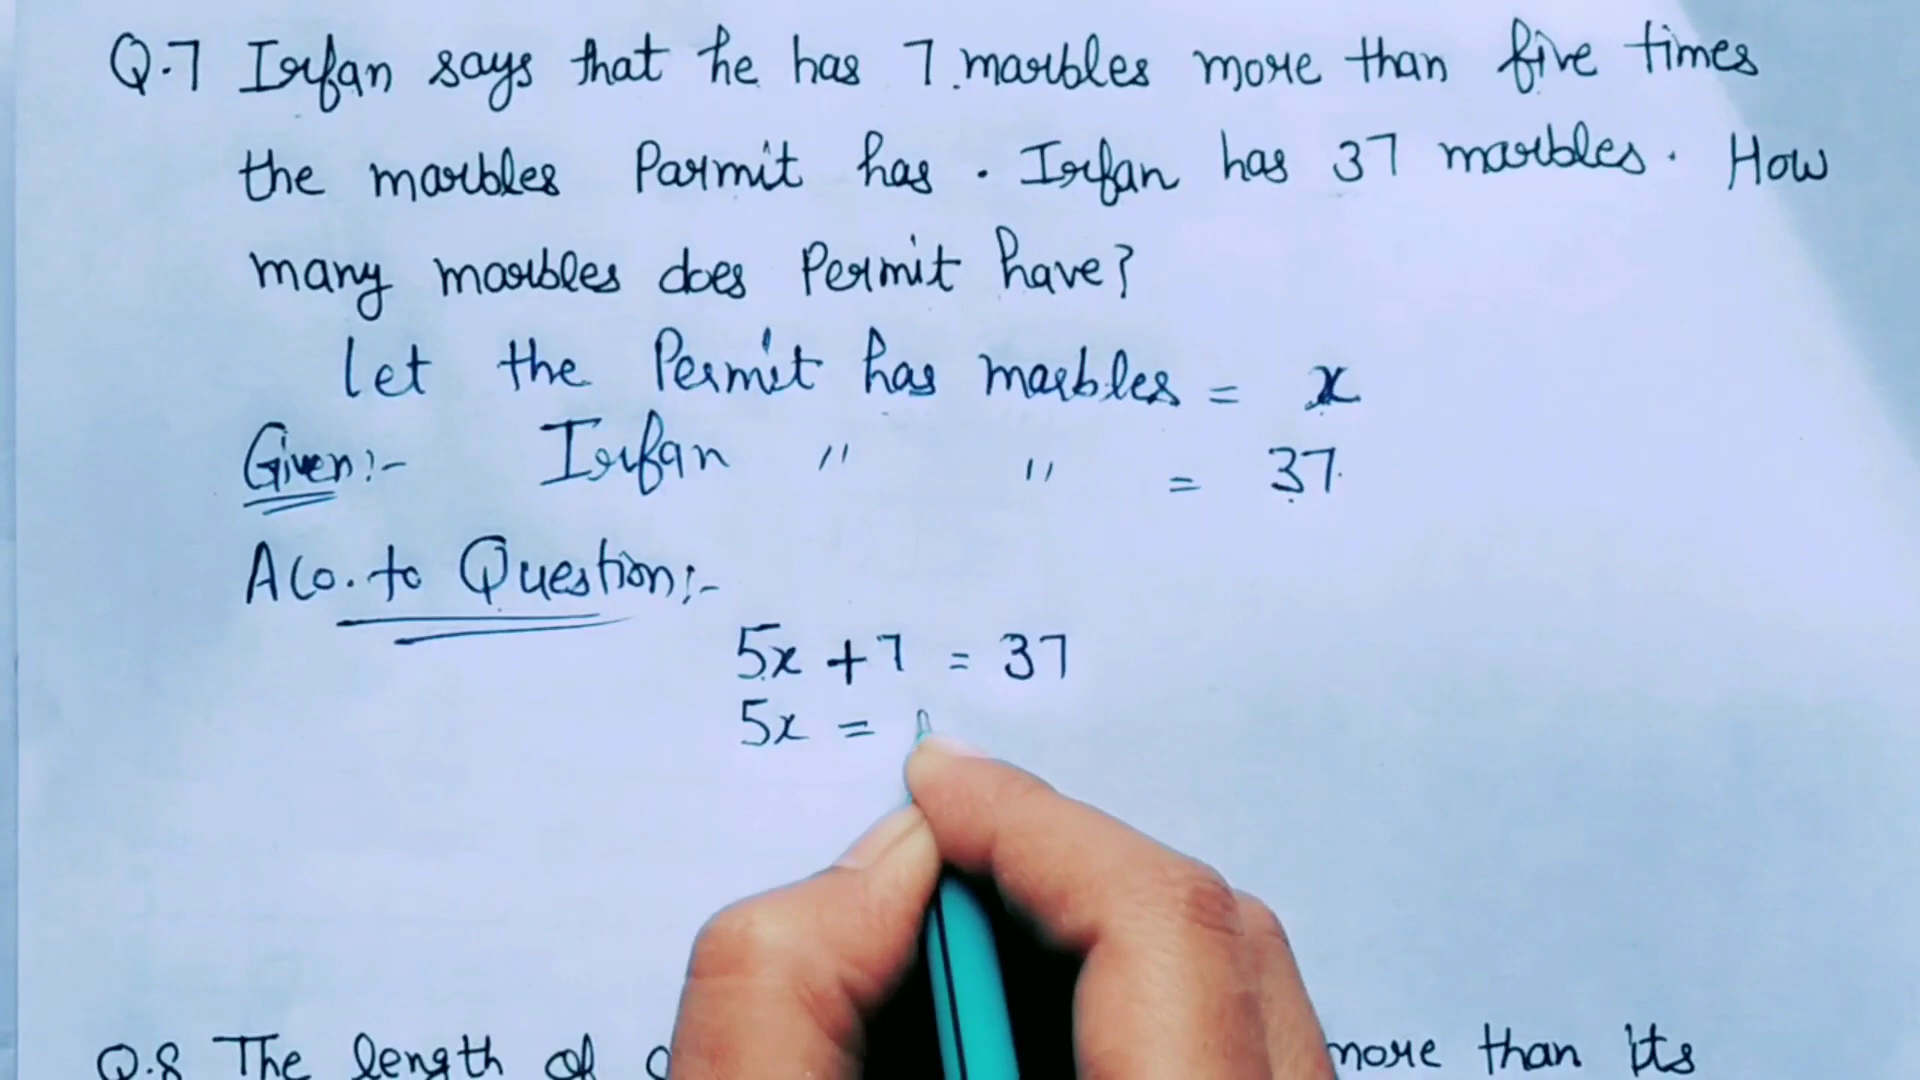 Q.7 Irfan says that he has 7 marbles more than five times
the marbles Parmit has. Irfan has 37 marbles. How
many marbles does Permit have?
Let the Permit has marbles = x
Given:- Irfan " " = 37
Aco. to Question:-
5x + 7 = 37
5x =
Q.8 The length of more than its